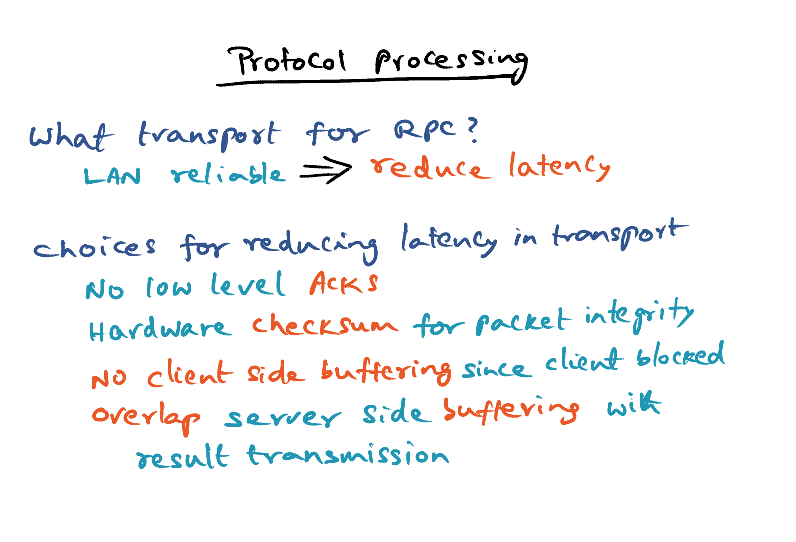 Protocol processing
What transport for RPC?
LAN reliable ⇒ reduce latency
choices for reducing latency in transport
No low level Acks
Hardware checksum for packet integrity
No client side buffering since client blocked
overlap server side buffering with
result transmission